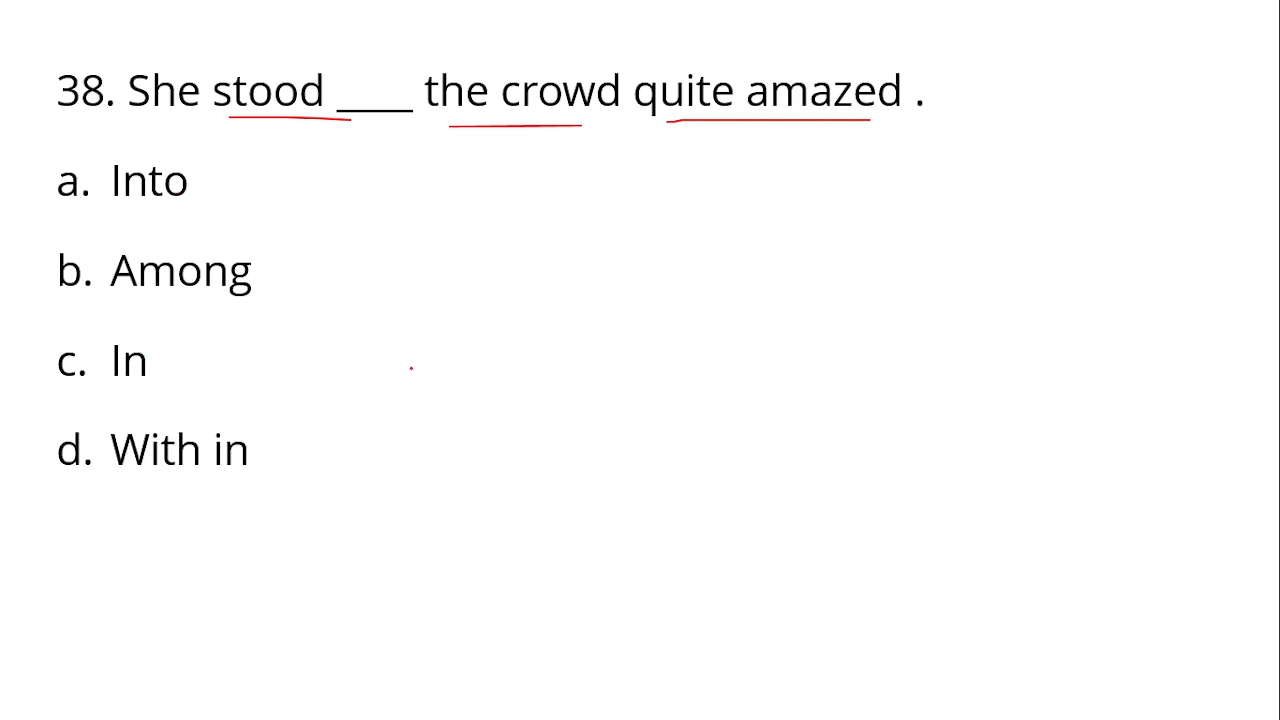 38. She stood ____ the crowd quite amazed .
a. Into
b. Among
c. In
d. With in